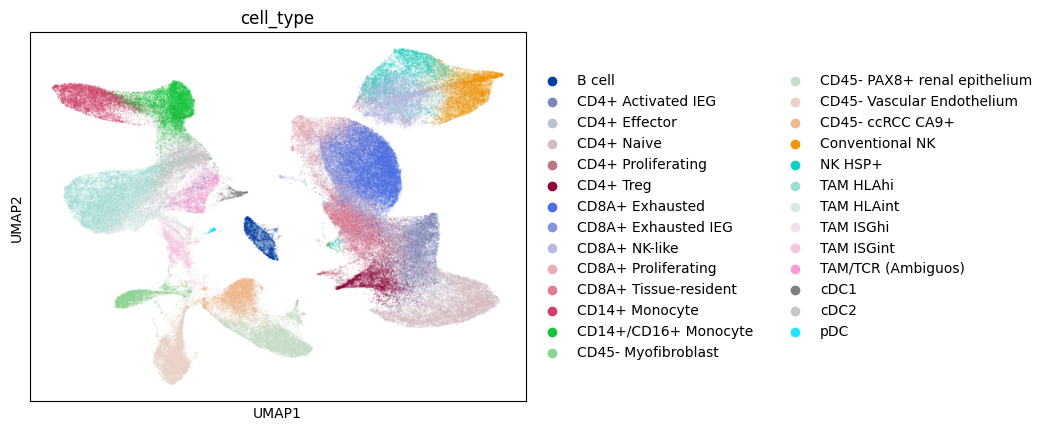 cell_type
UMAP2
UMAP1
B cell
CD4+ Activated IEG
CD4+ Effector
CD4+ Naive
CD4+ Proliferating
CD4+ Treg
CD8A+ Exhausted
CD8A+ Exhausted IEG
CD8A+ NK-like
CD8A+ Proliferating
CD8A+ Tissue-resident
CD14+ Monocyte
CD14+/CD16+ Monocyte
CD45- Myofibroblast
CD45- PAX8+ renal epithelium
CD45- Vascular Endothelium
CD45- ccRCC CA9+
Conventional NK
NK HSP+
TAM HLAhi
TAM HLAint
TAM ISGhi
TAM ISGint
TAM/TCR (Ambiguos)
cDC1
cDC2
pDC